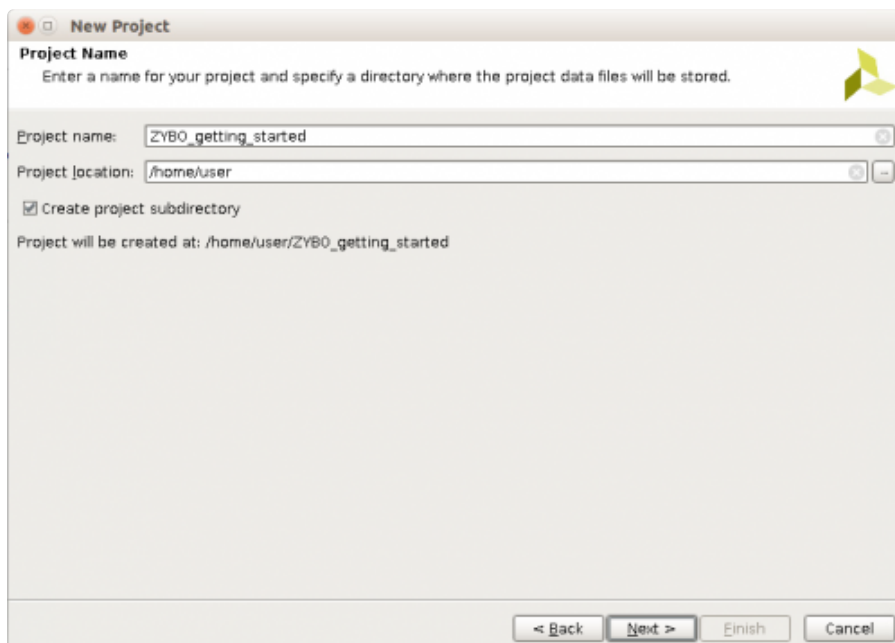 New Project
Project Name
Enter a name for your project and specify a directory where the project data files will be stored.
Project name: ZYBO_getting_started
Project location: /home/user
Create project subdirectory
Project will be created at: /home/user/ZYBO_getting_started
< Back Next > Finish Cancel